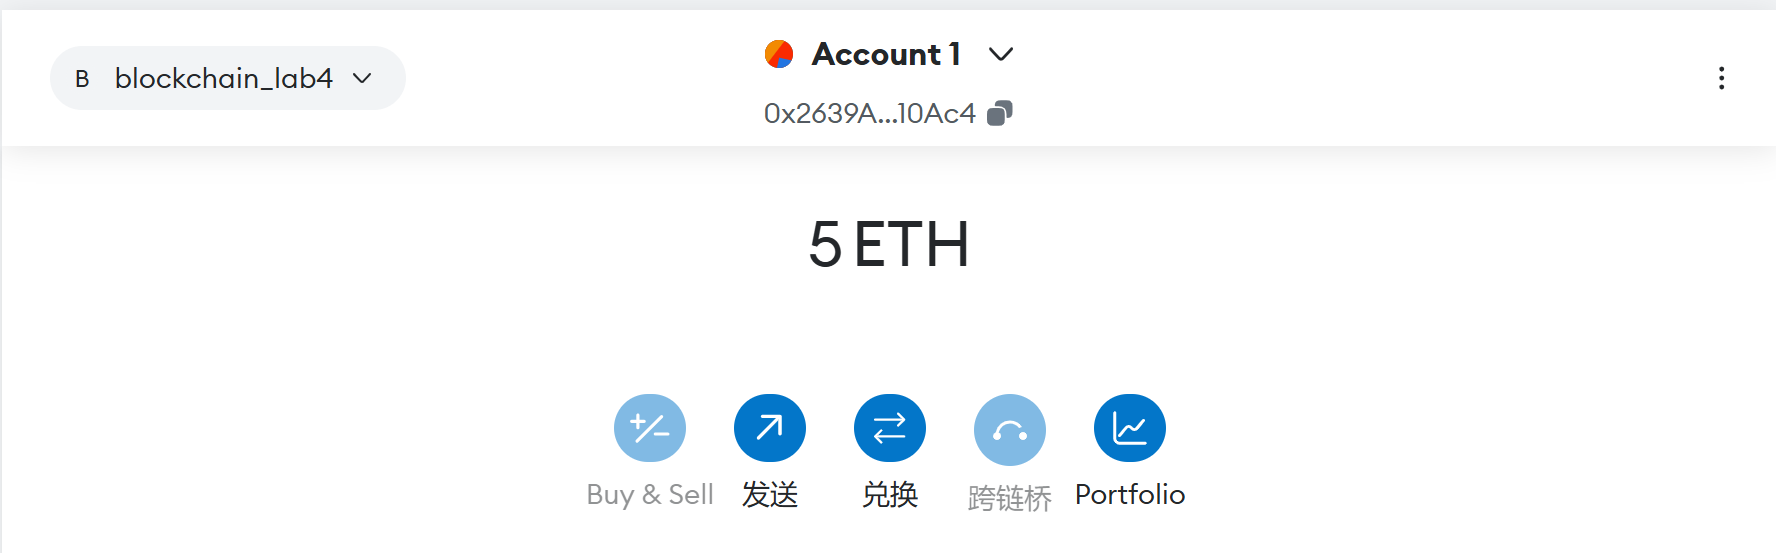 B blockchain_lab4
Account 1
0x2639A...10Ac4
5 ETH
Buy & Sell 发送 兑换 跨链桥 Portfolio